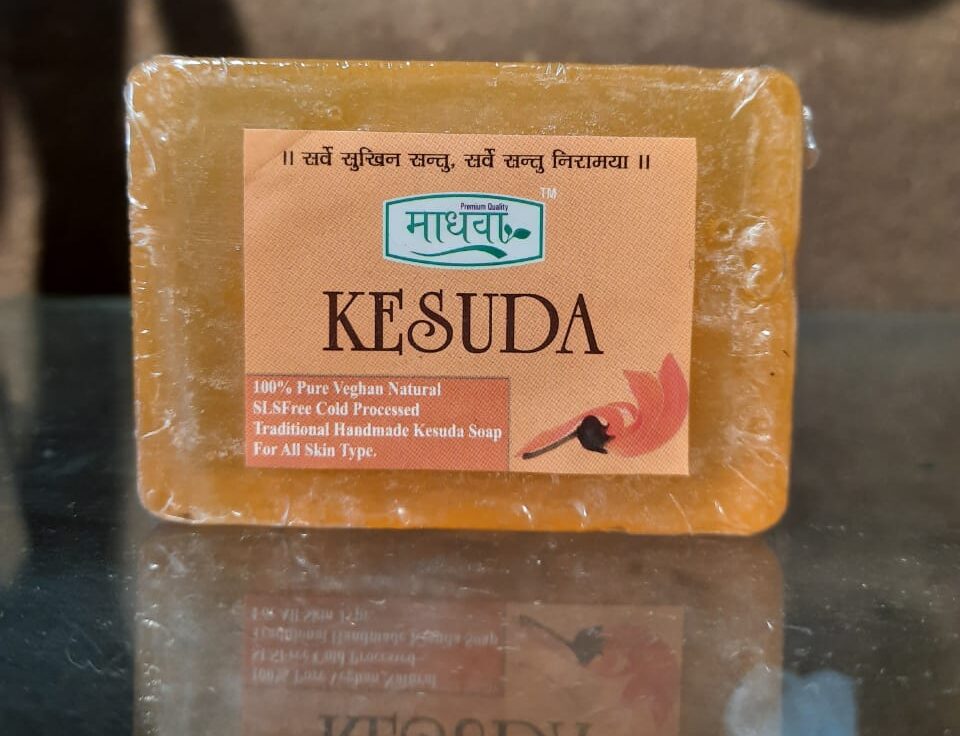 ॥ सर्वे सुखिन सन्तु, सर्वे सन्तु निरामया ॥
Premium Quality
TM
माधवा
KESUDA
100% Pure Veghan Natural
SLSFree Cold Processed
Traditional Handmade Kesuda Soap
For All Skin Type.